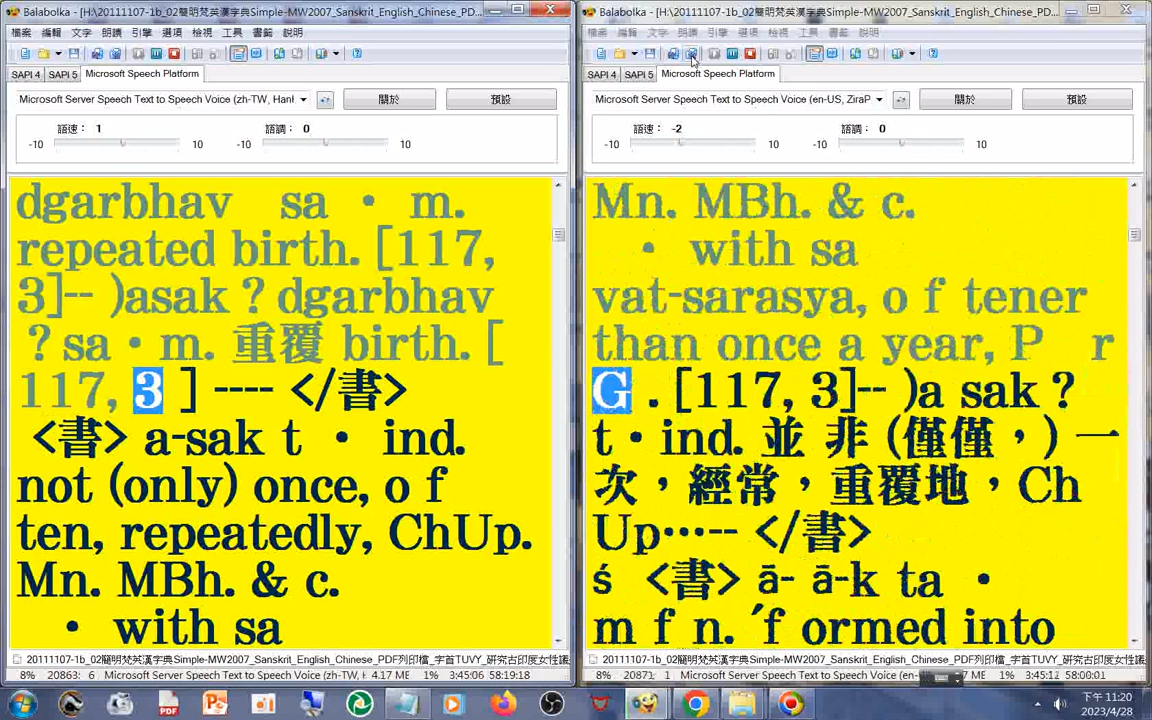 Balabolka - [H:\20111107-1b_02簡明梵英漢字典Simple-MW2007_Sanskrit_English_Chinese_PD...
檔案 編輯 文字 朗讀 引擎 選項 檢視 工具 書籤 說明
SAPI 4 SAPI 5 Microsoft Speech Platform
Microsoft Server Speech Text to Speech Voice (zh-TW, HanH
關於 預設
語速： 1 語調： 0
-10 10 -10 10
dgarbhav sa • m.
repeated birth. [117,
3]-- )asak ? dgarbhav
? sa • m. 重覆 birth. [
117, 3 ] ---- </書>
<書> a-sak t • ind.
not (only) once, o f
ten, repeatedly, ChUp.
Mn. MBh. & c.
• with sa
20111107-1b_02簡明梵英漢字典Simple-MW2007_Sanskrit_English_Chinese_PDF列印檔_字首TUVY_研究古印度女性議
8% 20863: 6 Microsoft Server Speech Text to Speech Voice (zh-TW, H 4.17 ME 1% 3:45:06 58:19:18
Balabolka - [H:\20111107-1b_02簡明梵英漢字典Simple-MW2007_Sanskrit_English_Chinese_PD...
檔案 編輯 文字 朗讀 引擎 選項 檢視 工具 書籤 說明
SAPI 4 SAPI 5 Microsoft Speech Platform
Microsoft Server Speech Text to Speech Voice (en-US, ZiraP
關於 預設
語速： -2 語調： 0
-10 10 -10 10
Mn. MBh. & c.
• with sa
vat-sarasya, o f tener
than once a year, P r
G . [117, 3]-- )a sak ?
t • ind. 並 非 (僅僅，) 一
次，經常，重覆地，Ch
Up…-- </書>
ś <書> ā- ā-k ta •
m f n. ʹf ormed into
20111107-1b_02簡明梵英漢字典Simple-MW2007_Sanskrit_English_Chinese_PDF列印檔_字首TUVY_研究古印度女性議
8% 20871: 1 Microsoft Server Speech Text to Speech Voice (en-u 4.17 ME 1% 3:45:12 58:00:01
下午 11:20
2023/4/28